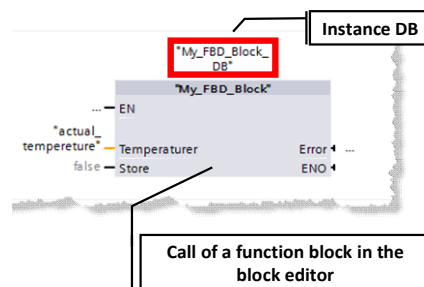 Instance DB
"My_FBD_Block_
DB"
"My_FBD_Block"
... EN
"actual_
tempereture" Temperaturer Error ...
false Store ENO
Call of a function block in the
block editor